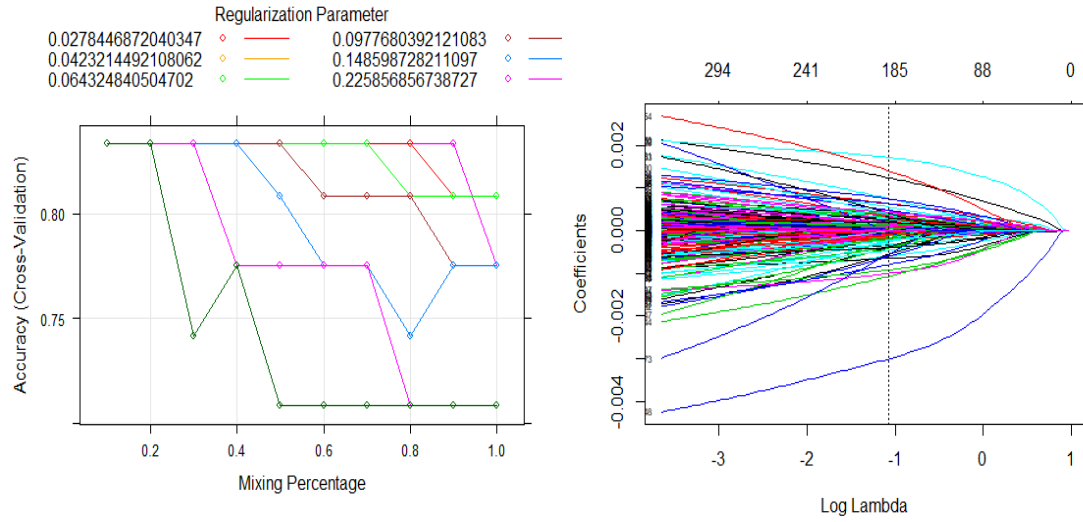 Regularization Parameter
0.0278446872040347 0.0977680392121083
0.0423214492108062 0.148598728211097
0.064324840504702 0.225856856738727
Accuracy (Cross-Validation)
0.80
0.75
0.2 0.4 0.6 0.8 1.0
Mixing Percentage
294 241 185 88 0
Coefficients
0.002
0.000
-0.002
-0.004
-3 -2 -1 0 1
Log Lambda